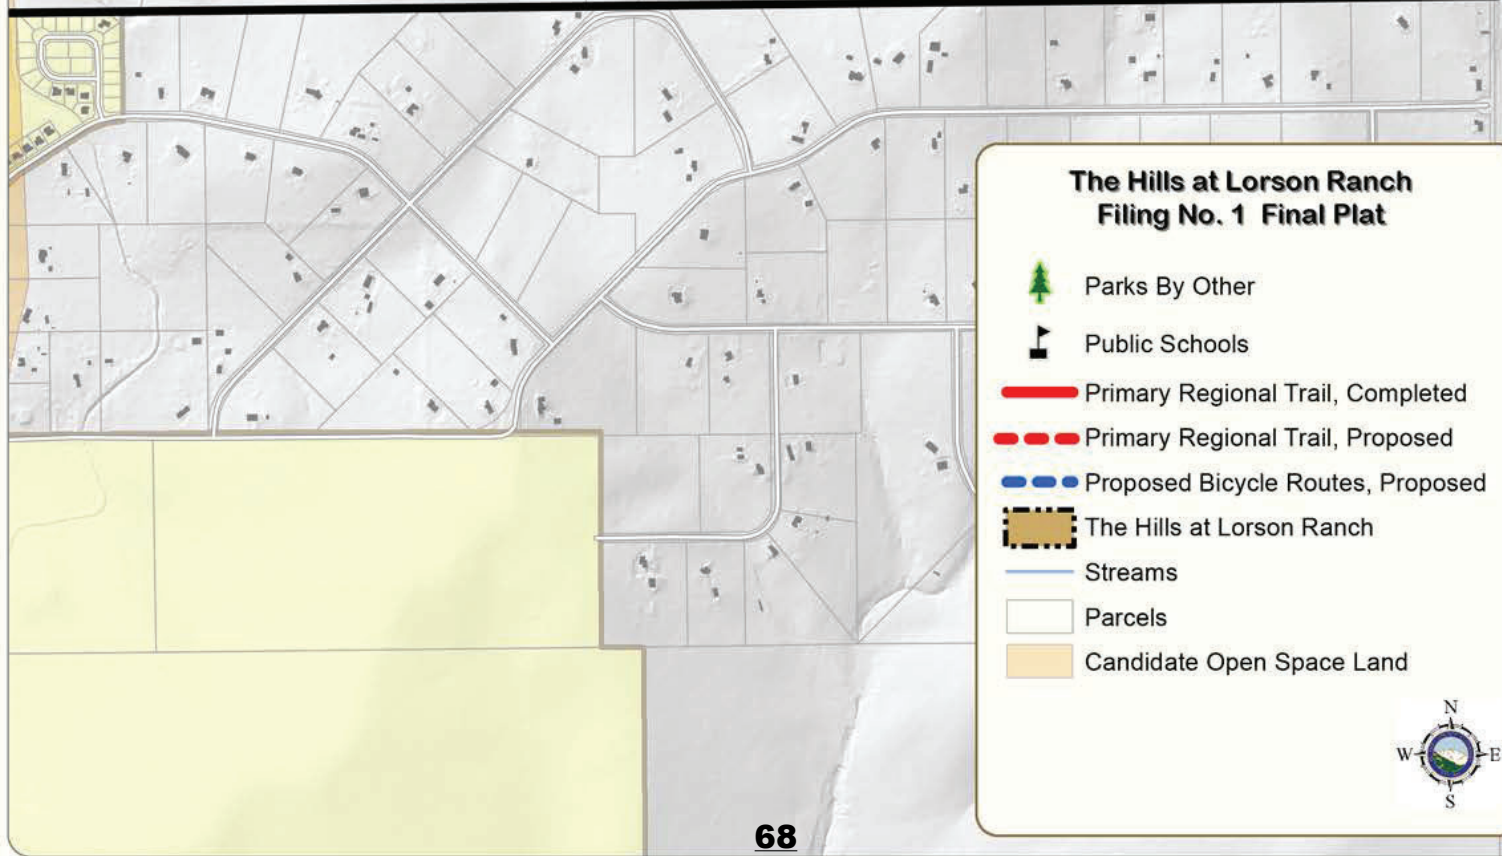 The Hills at Lorson Ranch
Filing No. 1 Final Plat
Parks By Other
Public Schools
Primary Regional Trail, Completed
Primary Regional Trail, Proposed
Proposed Bicycle Routes, Proposed
The Hills at Lorson Ranch
Streams
Parcels
Candidate Open Space Land
N
W E
S
68